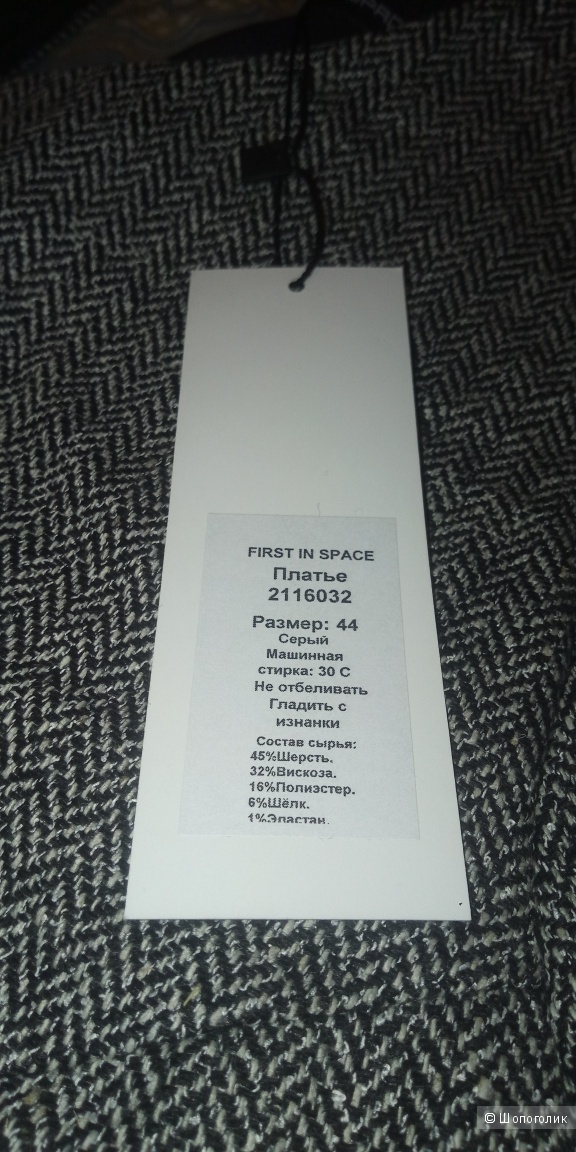 FIRST IN SPACE
Платье
2116032
Размер: 44
Серый
Машинная
стирка: 30 С
Не отбеливать
Гладить с
изнанки
Состав сырья:
45%Шерсть.
32%Вискоза.
16%Полиэстер.
6%Шёлк.
1%Эластан.
© Шопоголик